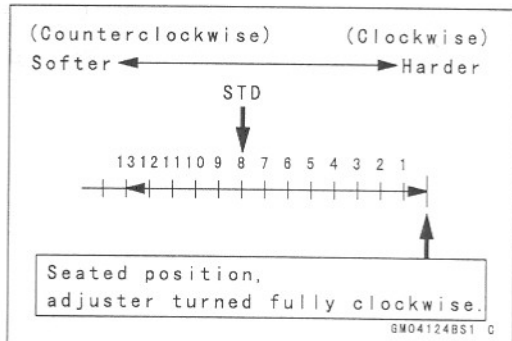 (Counterclockwise) (Clockwise)
Softer Harder
STD
13 12 11 10 9 8 7 6 5 4 3 2 1
Seated position,
adjuster turned fully clockwise.
GM04124BS1 C